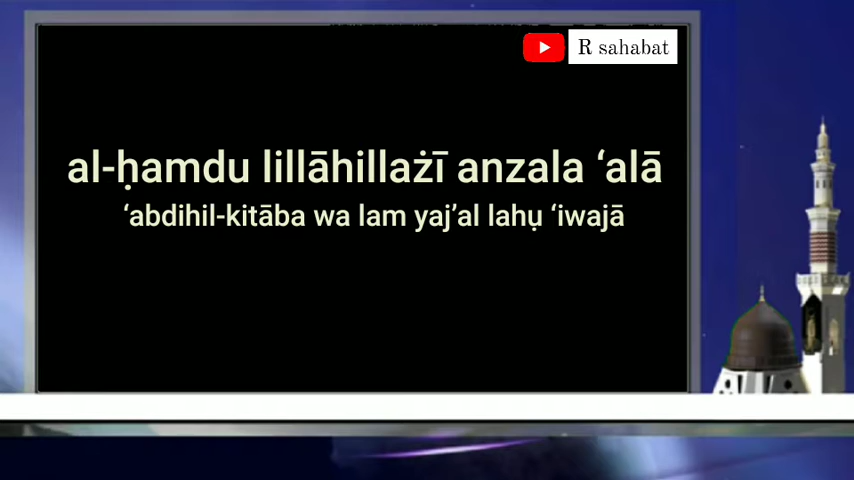 R sahabat
al-ḥamdu lillāhillażī anzala ‘alā
‘abdihil-kitāba wa lam yaj’al lahụ ‘iwajā